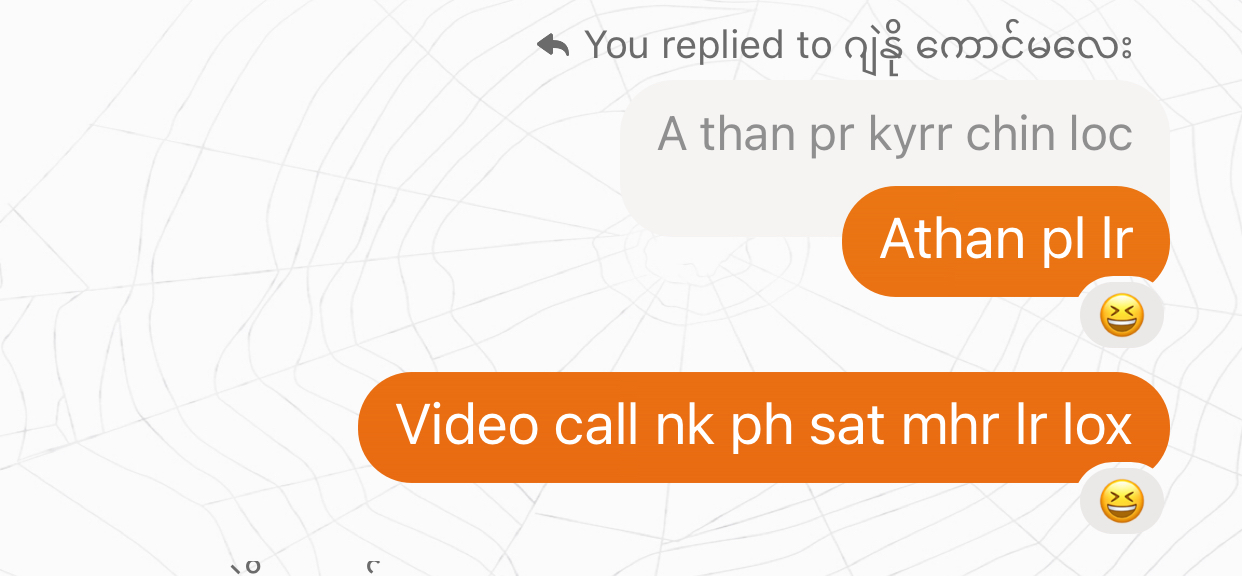 You replied to ဂျဲနို ကောင်မလေး
A than pr kyrr chin loc
Athan pl lr
Video call nk ph sat mhr lr lox